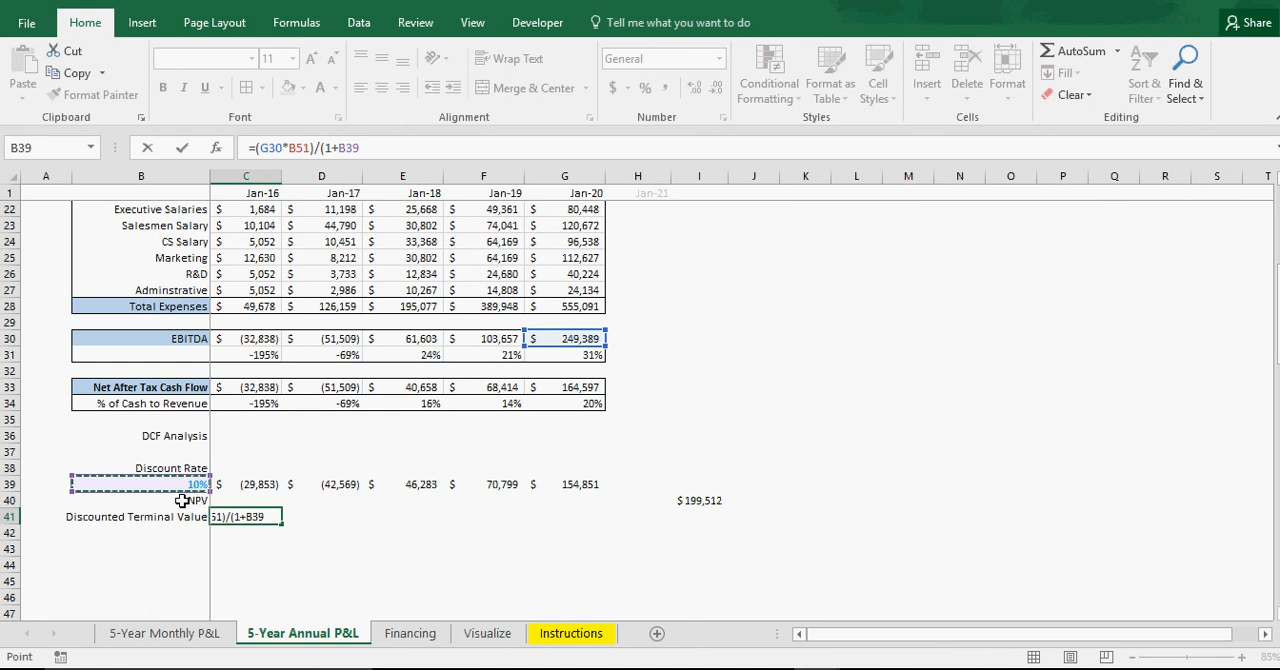 File Home Insert Page Layout Formulas Data Review View Developer Tell me what you want to do Share
Paste Cut Copy Format Painter
Clipboard
11
B I U A
Font
Wrap Text
Merge & Center
Alignment
General
$ % ,
Number
Conditional Formatting Format as Table Cell Styles
Styles
Insert Delete Format
Cells
AutoSum Fill Clear Sort & Filter Find & Select
Editing
B39 fx =(G30*B51)/(1+B39
A B C D E F G H I J K L M N O P Q R S T
1 Jan-16 Jan-17 Jan-18 Jan-19 Jan-20 Jan-21
22 Executive Salaries $ 1,684 $ 11,198 $ 25,668 $ 49,361 $ 80,448
23 Salesmen Salary $ 10,104 $ 44,790 $ 30,802 $ 74,041 $ 120,672
24 CS Salary $ 5,052 $ 10,451 $ 33,368 $ 64,169 $ 96,538
25 Marketing $ 12,630 $ 8,212 $ 30,802 $ 64,169 $ 112,627
26 R&D $ 5,052 $ 3,733 $ 12,834 $ 24,680 $ 40,224
27 Adminstrative $ 5,052 $ 2,986 $ 10,267 $ 14,808 $ 24,134
28 Total Expenses $ 49,678 $ 126,159 $ 195,077 $ 389,948 $ 555,091
29
30 EBITDA $ (32,838) $ (51,509) $ 61,603 $ 103,657 $ 249,389
31 -195% -69% 24% 21% 31%
32
33 Net After Tax Cash Flow $ (32,838) $ (51,509) $ 40,658 $ 68,414 $ 164,597
34 % of Cash to Revenue -195% -69% 16% 14% 20%
35
36 DCF Analysis
37
38 Discount Rate
39 10% $ (29,853) $ (42,569) $ 46,283 $ 70,799 $ 154,851
40 NPV $ 199,512
41 Discounted Terminal Value 51)/(1+B39
42
43
44
45
46
47
5-Year Monthly P&L 5-Year Annual P&L Financing Visualize Instructions
Point 85%